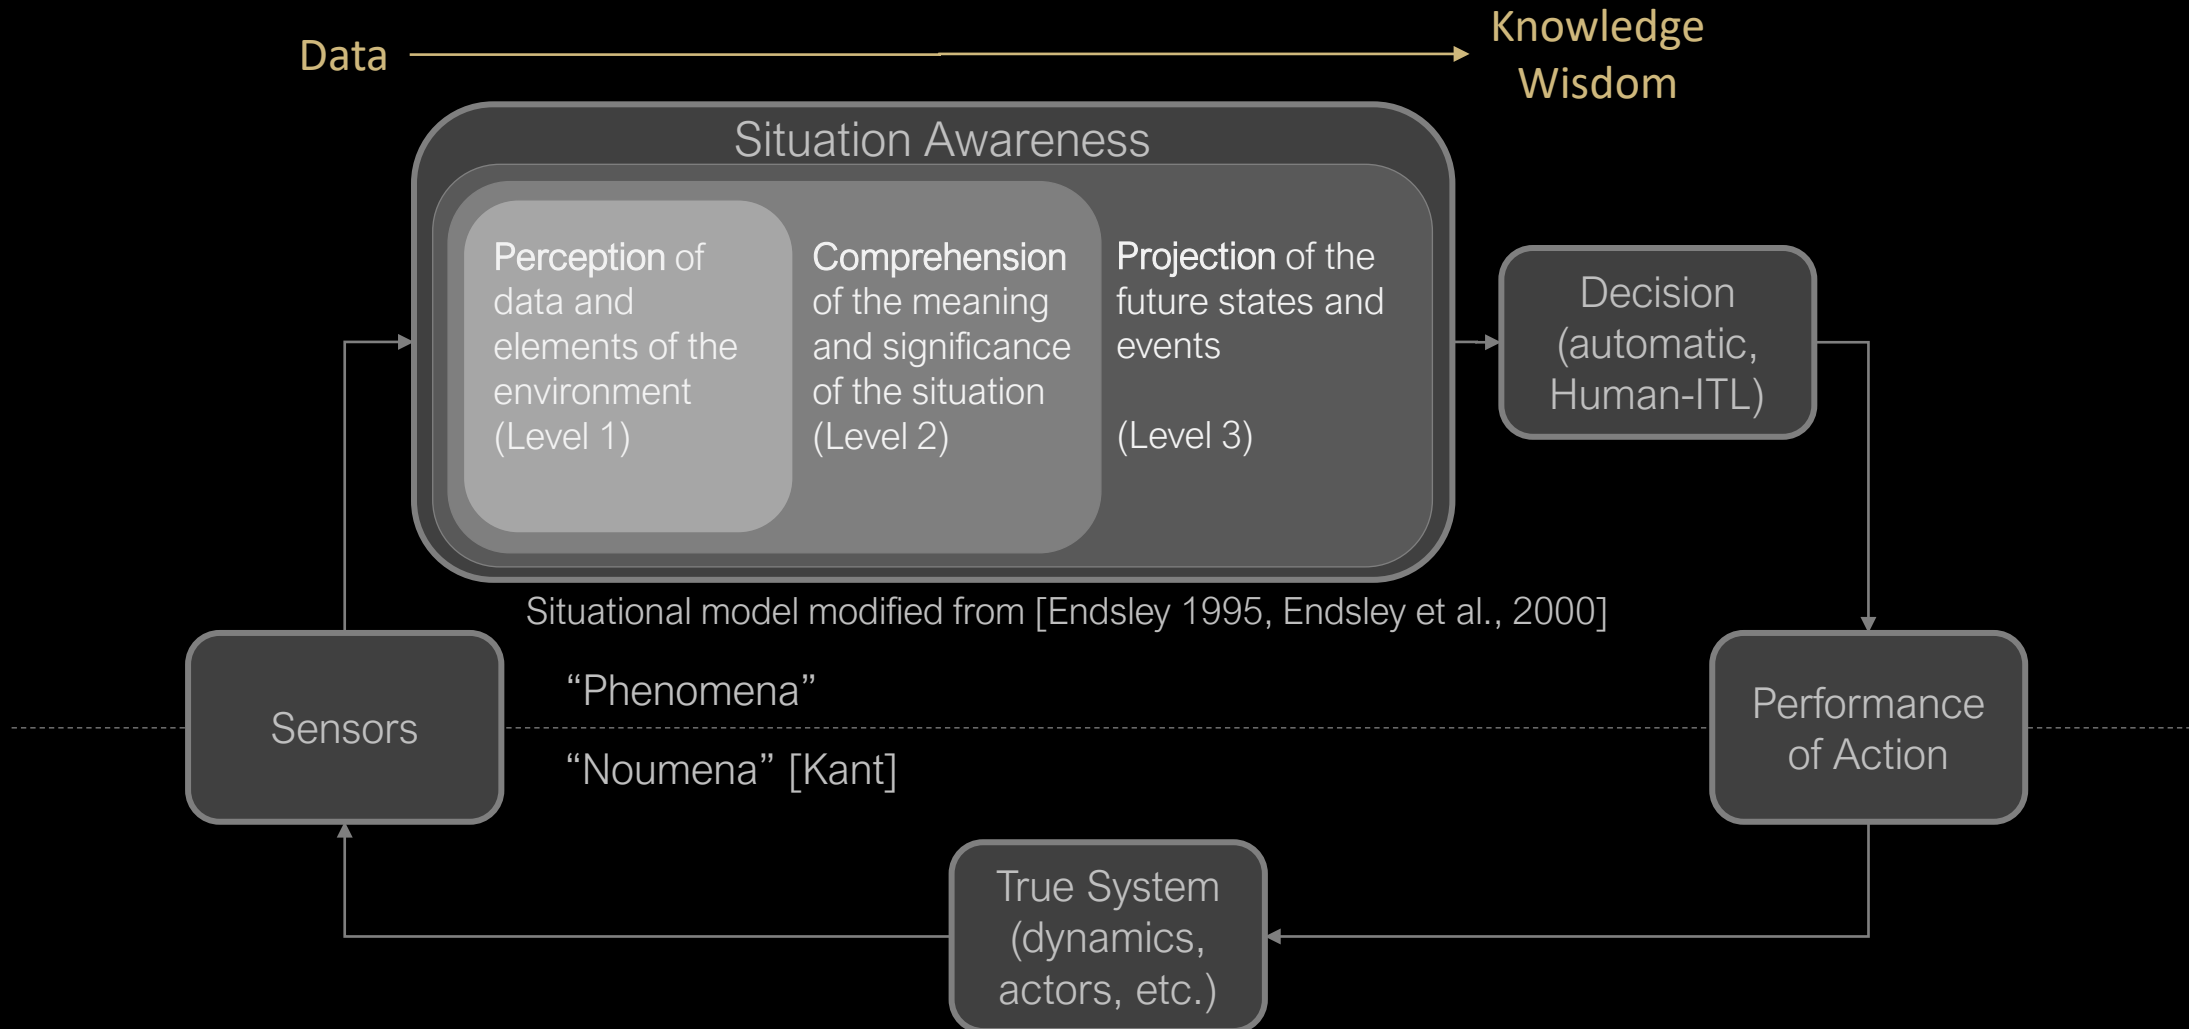 Data
Knowledge
Wisdom
Situation Awareness
Perception of
data and
elements of the
environment
(Level 1)
Comprehension
of the meaning
and significance
of the situation
(Level 2)
Projection of the
future states and
events
(Level 3)
Decision
(automatic,
Human-ITL)
Situational model modified from [Endsley 1995, Endsley et al., 2000]
Sensors
“Phenomena”
“Noumena” [Kant]
Performance
of Action
True System
(dynamics,
actors, etc.)